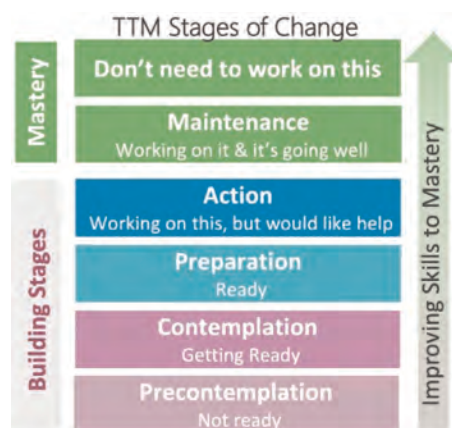 TTM Stages of Change
Mastery
Don't need to work on this
Maintenance
Working on it & it's going well
Building Stages
Action
Working on this, but would like help
Preparation
Ready
Contemplation
Getting Ready
Precontemplation
Not ready
Improving Skills to Mastery